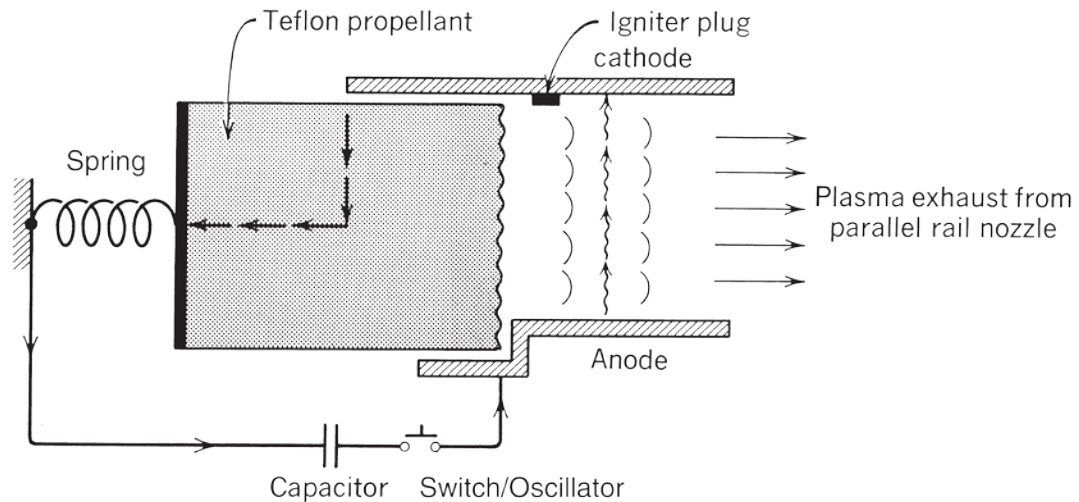 Teflon propellant
Igniter plug
cathode
Spring
Plasma exhaust from
parallel rail nozzle
Anode
Capacitor
Switch/Oscillator